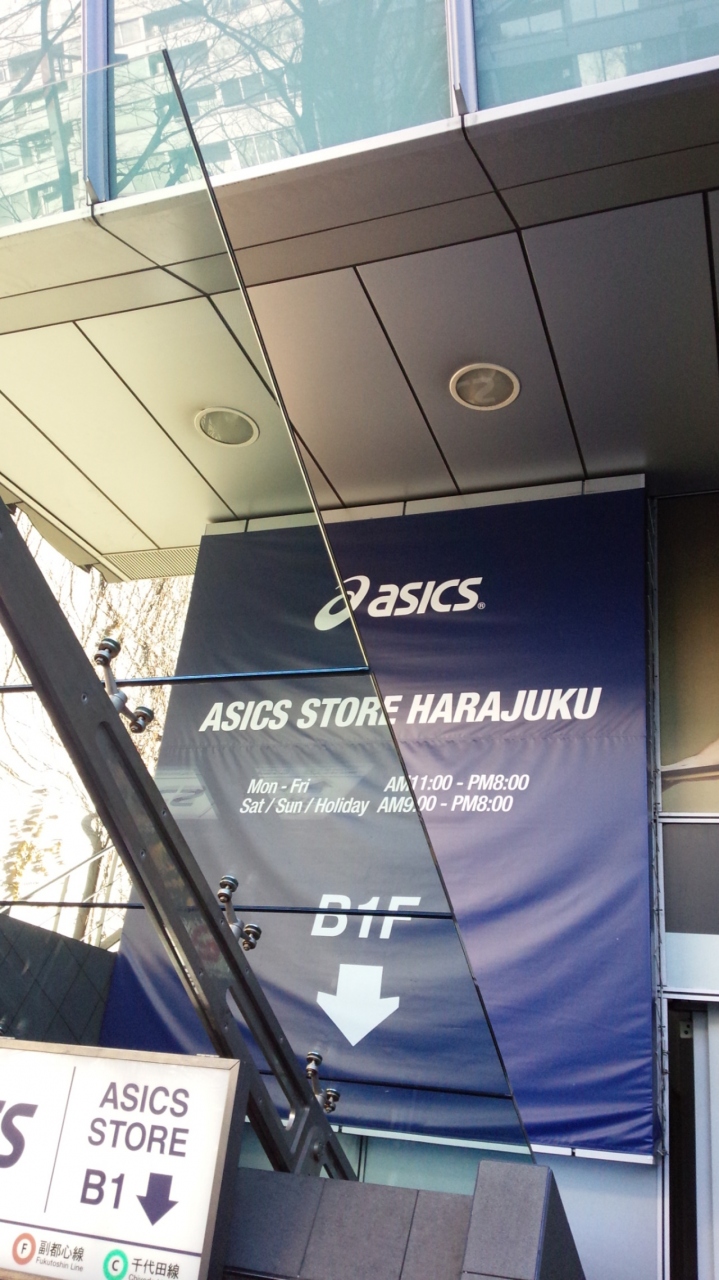 asics®
ASICS STORE HARAJUKU
Mon - Fri AM11:00 - PM8:00
Sat / Sun / Holiday AM9:00 - PM8:00
B1F
ASICS
STORE
B1
F 副都心線
Fukutoshin Line
C 千代田線